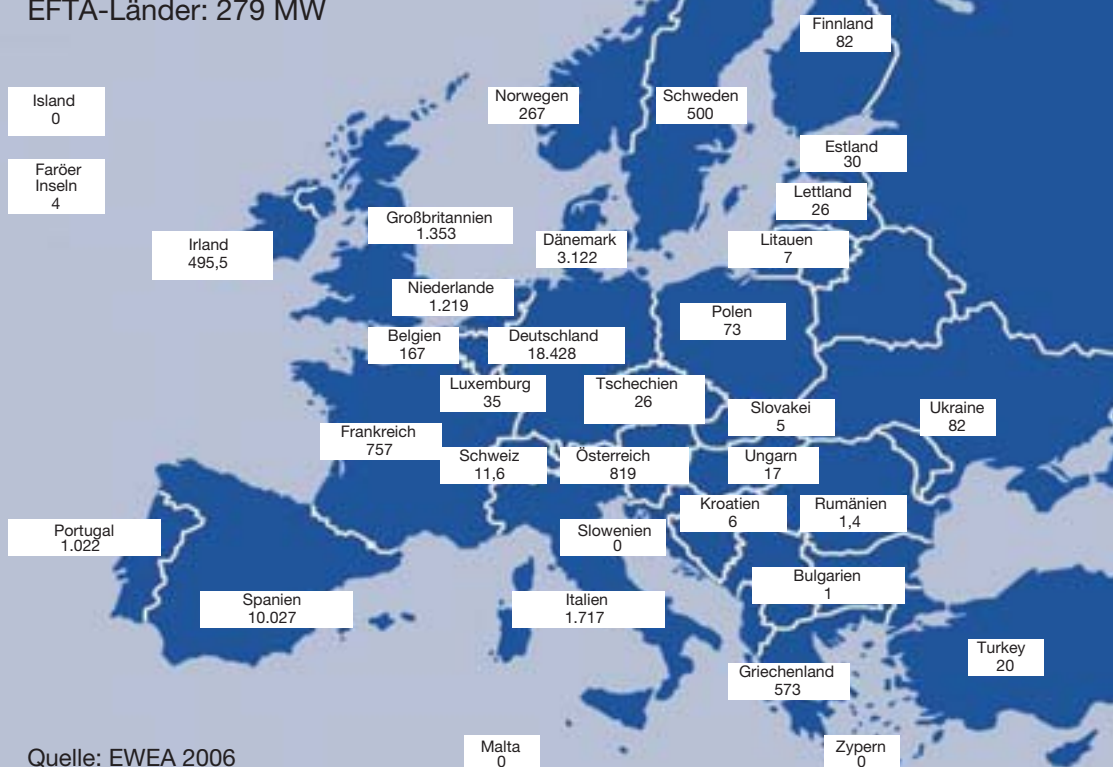 EFTA-Länder: 279 MW
Finnland
82
Island
0
Norwegen
267
Schweden
500
Estland
30
Faröer
Inseln
4
Lettland
26
Großbritannien
1.353
Irland
495,5
Dänemark
3.122
Litauen
7
Niederlande
1.219
Polen
73
Belgien
167
Deutschland
18.428
Luxemburg
35
Tschechien
26
Slovakei
5
Ukraine
82
Frankreich
757
Schweiz
11,6
Österreich
819
Ungarn
17
Kroatien
6
Rumänien
1,4
Portugal
1.022
Slowenien
0
Bulgarien
1
Spanien
10.027
Italien
1.717
Turkey
20
Griechenland
573
Malta
0
Zypern
0
Quelle: EWEA 2006